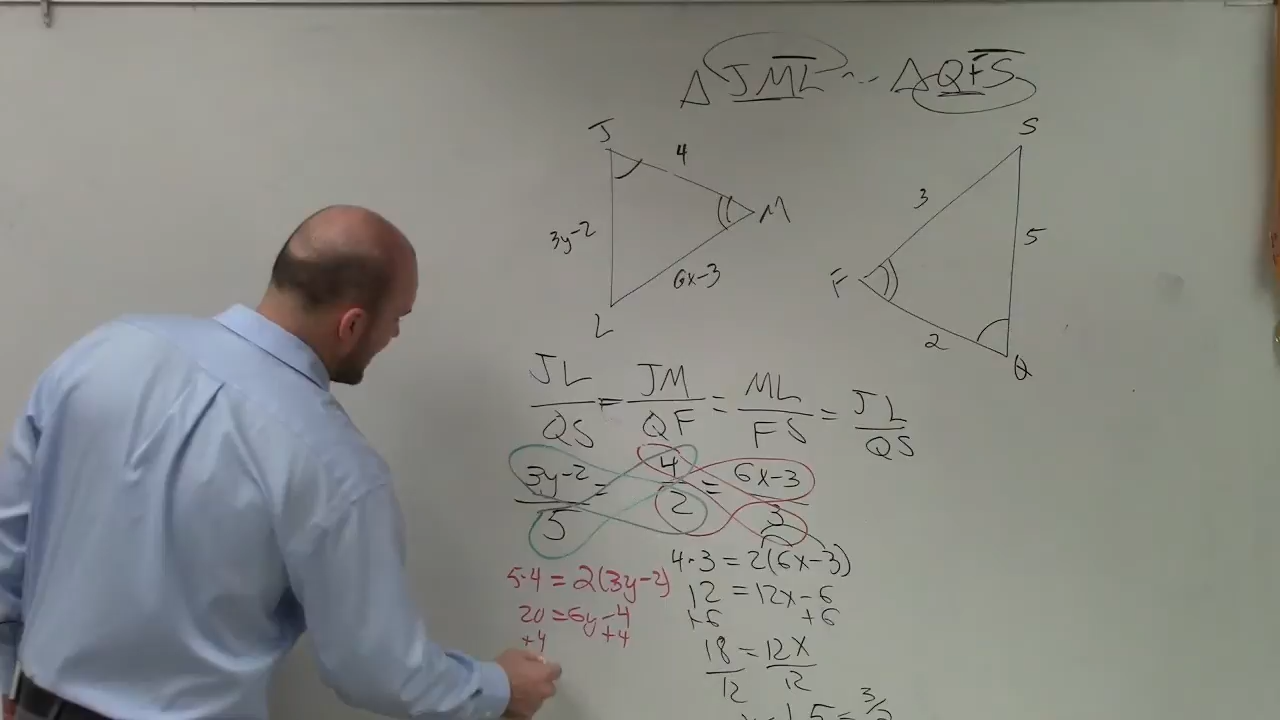 △JML ~ △QFS
J
4
M
3y-2
6x-3
L
S
3
5
F
2
Q
JL/QS = JM/QF = ML/FS = JL/QS
3y-2/5 = 4/2 = 6x-3/3
4·3 = 2(6x-3)
5·4 = 2(3y-2)
12 = 12x-6
20 = 6y-4
+6 +6
+4 +4
18/12 = 12x/12
1.5 =